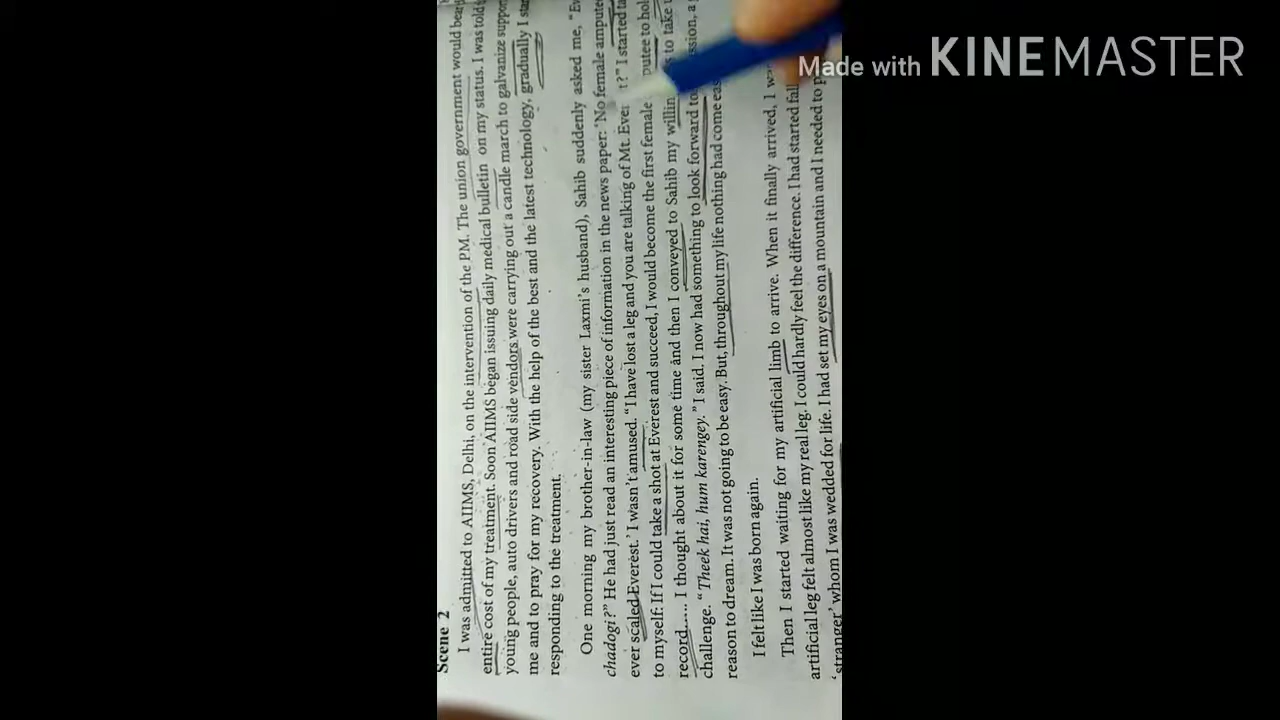 Scene 2
I was admitted to AIIMS, Delhi, on the intervention of the PM. The union government would bear
entire cost of my treatment. Soon AIIMS began issuing daily medical bulletin on my status. I was told
young people, auto drivers and road side vendors were carrying out a candle march to galvanize support
me and to pray for my recovery. With the help of the best and the latest technology, gradually I
responding to the treatment.
One morning my brother-in-law (my sister Laxmi's husband), Sahib suddenly asked me, "
chadogi?" He had just read an interesting piece of information in the news paper: 'No female
ever scaled Everest.' I wasn't amused. "I have lost a leg and you are talking of Mt. I started
to myself: If I could take a shot at Everest and succeed, I would become the first female to
record..... I thought about it for some time and then I conveyed to Sahib my to take
challenge. "Theek hai, hum karengey." I said. I now had something to look forward to
reason to dream. It was not going to be easy. But, throughout my life nothing had come
I felt like I was born again.
Then I started waiting for my artificial limb to arrive. When it finally arrived, I
artificial leg felt almost like my real leg. I could hardly feel the difference. I had started
'stranger' whom I was wedded for life. I had set my eyes on a mountain and I needed to
Made with KINEMASTER